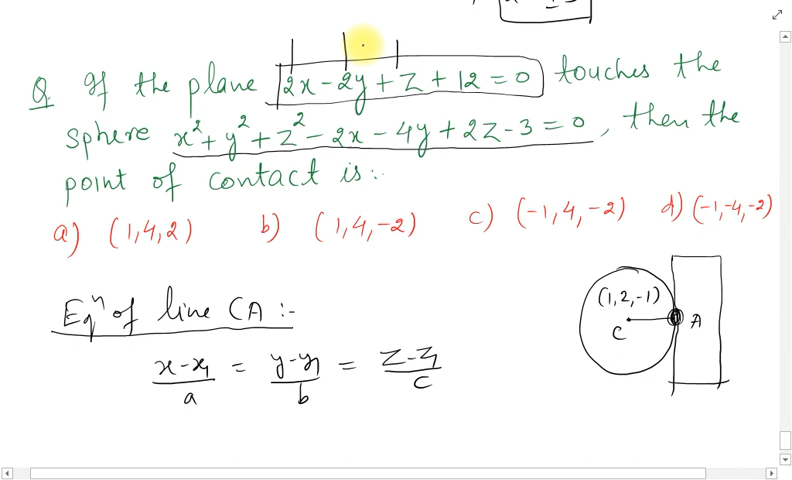 Q If the plane 2x - 2y + z + 12 = 0 touches the
sphere x² + y² + z² - 2x - 4y + 2z - 3 = 0, then the
point of contact is:.
a) (1,4,2) b) (1,4,-2) c) (-1,4,-2) d) (-1,-4,-2)
Eqⁿ of line CA :-
(1,2,-1)
C A
x-x₁/a = y-y₁/b = z-z₁/c